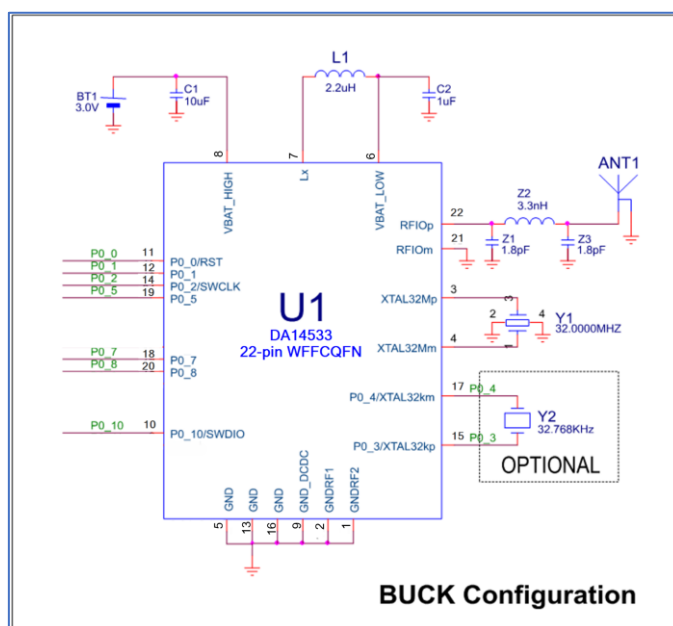 L1
2.2uH
BT1
3.0V
C1
10uF
C2
1uF
8
7
6
VBAT_HIGH
Lx
VBAT_LOW
ANT1
Z2
3.3nH
RFIOp
22
Z1
1.8pF
Z3
1.8pF
RFIOm
21
P0_0
11
P0_0/RST
P0_1
12
P0_1
P0_2
14
P0_2/SWCLK
P0_5
19
P0_5
U1
DA14533
22-pin WFFCQFN
XTAL32Mp
3
3
2
4
Y1
32.0000MHZ
XTAL32Mm
4
1
P0_7
18
P0_7
P0_8
20
P0_8
P0_4/XTAL32km
17
P0_4
Y2
32.768KHz
P0_10
10
P0_10/SWDIO
P0_3/XTAL32kp
15
P0_3
OPTIONAL
GND
GND
GND
GND_DCDC
GNDRF1
GNDRF2
5
13
16
9
2
1
BUCK Configuration